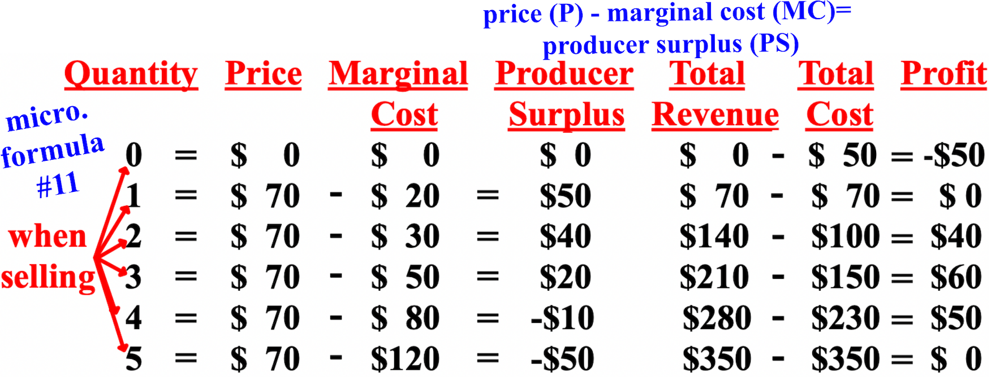 price (P) - marginal cost (MC)=
producer surplus (PS)
Quantity Price Marginal Producer Total Total Profit
Cost Surplus Revenue Cost
micro.
formula
#11
0 = $ 0 $ 0 $ 0 $ 0 - $ 50 = -$50
1 = $ 70 - $ 20 = $50 $ 70 - $ 70 = $ 0
when
selling
2 = $ 70 - $ 30 = $40 $140 - $100 = $40
3 = $ 70 - $ 50 = $20 $210 - $150 = $60
4 = $ 70 - $ 80 = -$10 $280 - $230 = $50
5 = $ 70 - $120 = -$50 $350 - $350 = $ 0